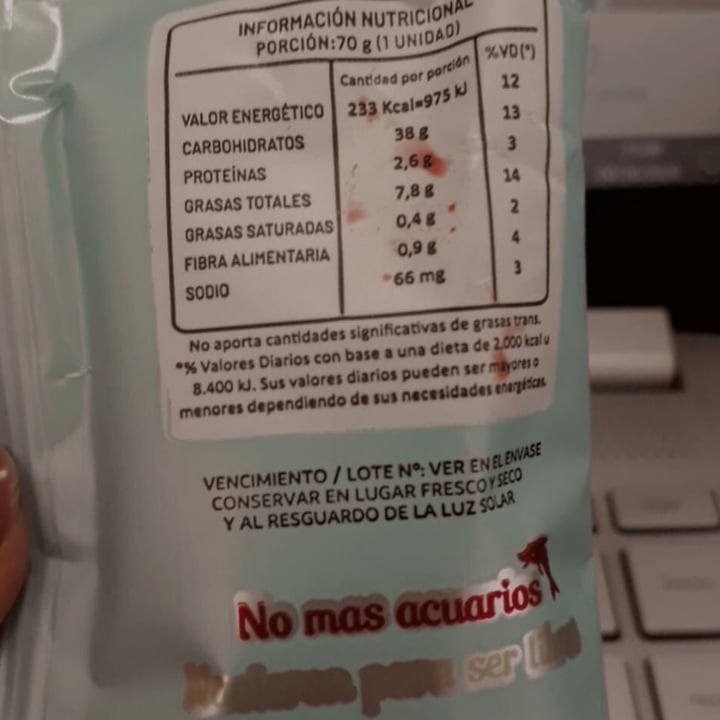 INFORMACIÓN NUTRICIONAL
PORCIÓN:70 g (1 UNIDAD)
Cantidad por porción %VD(*)
VALOR ENERGÉTICO 233 Kcal=975 kJ 12
CARBOHIDRATOS 38 g 13
PROTEÍNAS 2,6 g 3
GRASAS TOTALES 7,8 g 14
GRASAS SATURADAS 0,4 g 2
FIBRA ALIMENTARIA 0,9 g 4
SODIO 66 mg 3
No aporta cantidades significativas de grasas trans.
*% Valores Diarios con base a una dieta de 2.000 kcal u
8.400 kJ. Sus valores diarios pueden ser mayores o
menores dependiendo de sus necesidades energéticas.
VENCIMIENTO / LOTE Nº: VER EN EL ENVASE
CONSERVAR EN LUGAR FRESCO Y SECO
Y AL RESGUARDO DE LA LUZ SOLAR
No mas acuarios
para ser